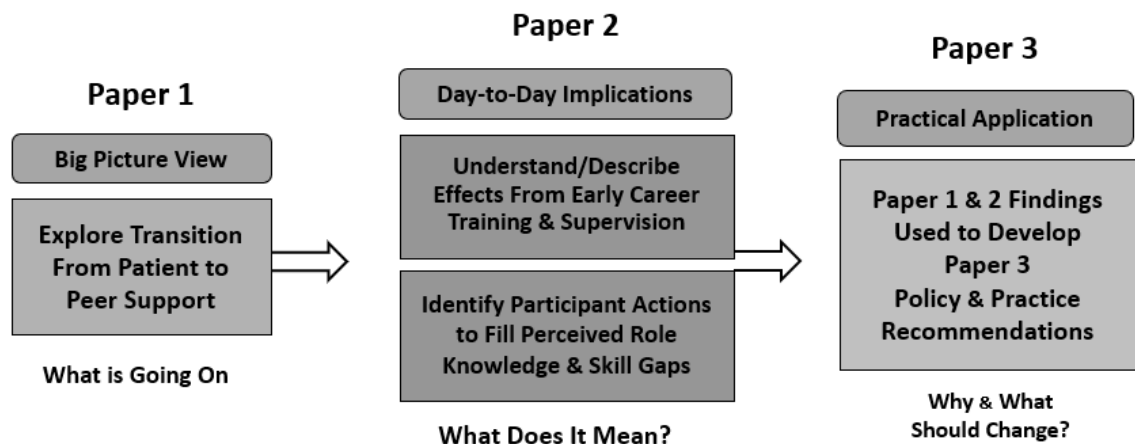 Paper 1
Big Picture View
Explore Transition
From Patient to
Peer Support
What is Going On
Paper 2
Day-to-Day Implications
Understand/Describe
Effects From Early Career
Training & Supervision
Identify Participant Actions
to Fill Perceived Role
Knowledge & Skill Gaps
What Does It Mean?
Paper 3
Practical Application
Paper 1 & 2 Findings
Used to Develop
Paper 3
Policy & Practice
Recommendations
Why & What
Should Change?